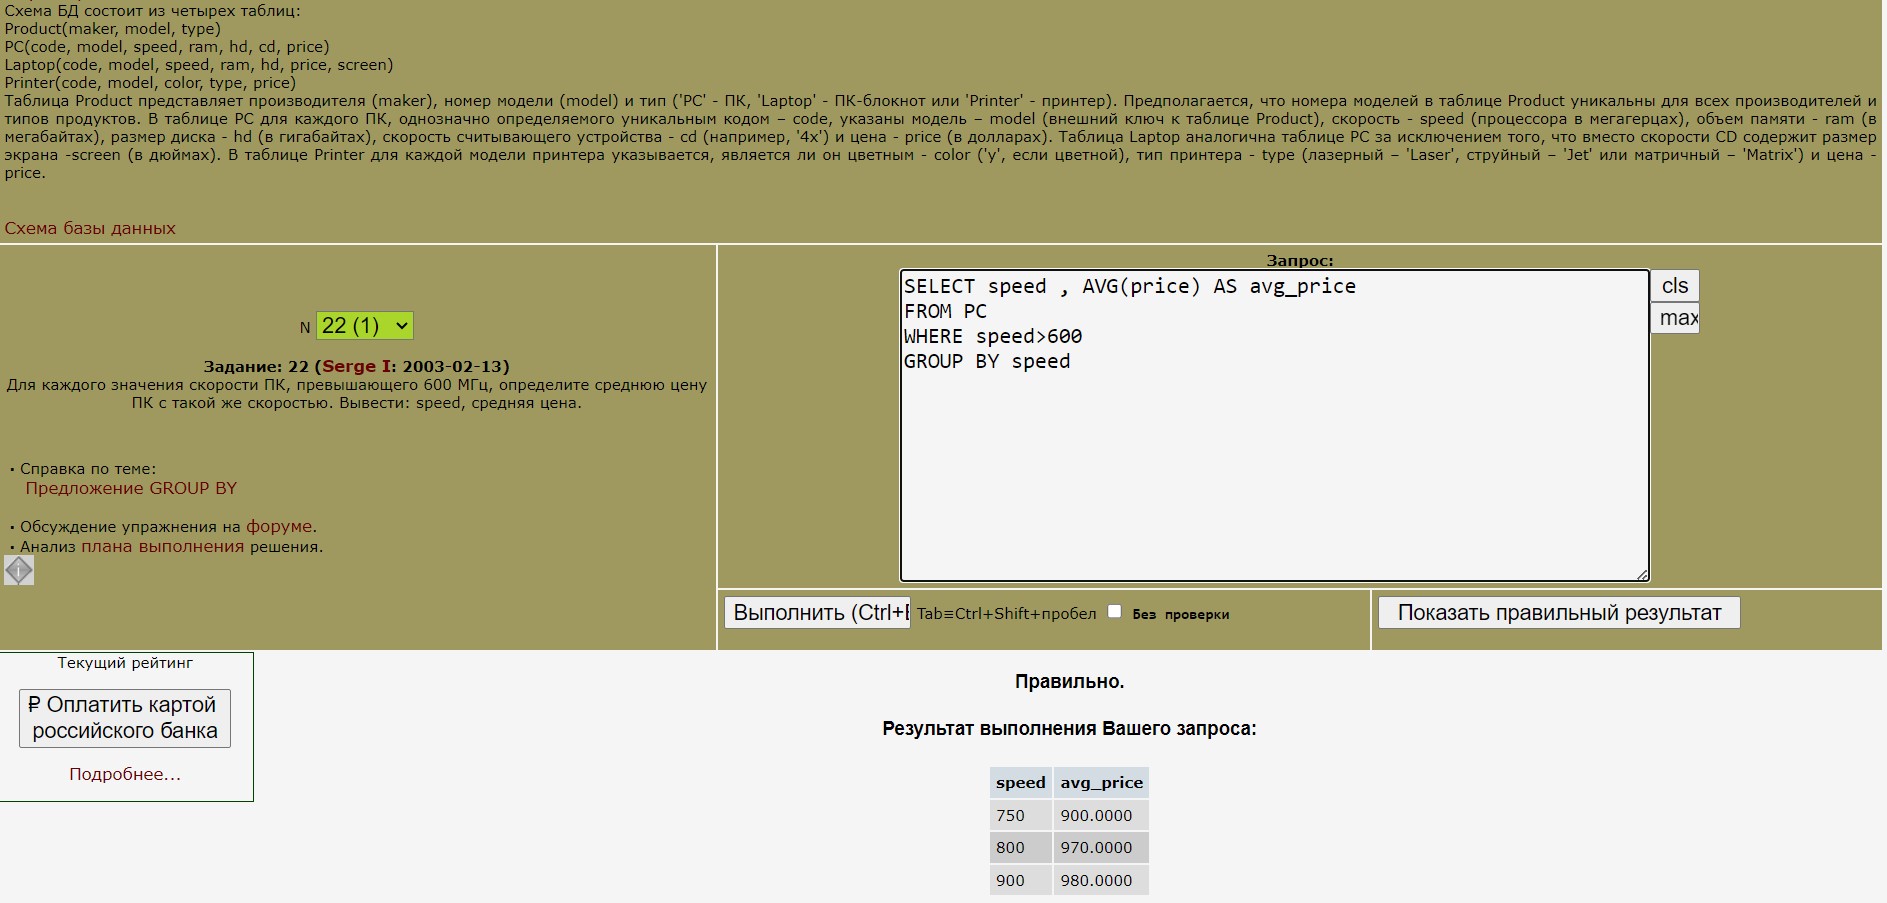 Схема БД состоит из четырех таблиц:
Product(maker, model, type)
PC(code, model, speed, ram, hd, cd, price)
Laptop(code, model, speed, ram, hd, price, screen)
Printer(code, model, color, type, price)
Таблица Product представляет производителя (maker), номер модели (model) и тип ('PC' - ПК, 'Laptop' - ПК-блокнот или 'Printer' - принтер). Предполагается, что номера моделей в таблице Product уникальны для всех производителей и
типов продуктов. В таблице PC для каждого ПК, однозначно определяемого уникальным кодом – code, указаны модель – model (внешний ключ к таблице Product), скорость - speed (процессора в мегагерцах), объем памяти - ram (в
мегабайтах), размер диска - hd (в гигабайтах), скорость считывающего устройства - cd (например, '4x') и цена - price (в долларах). Таблица Laptop аналогична таблице РС за исключением того, что вместо скорости CD содержит размер
экрана -screen (в дюймах). В таблице Printer для каждой модели принтера указывается, является ли он цветным - color ('y', если цветной), тип принтера - type (лазерный – 'Laser', струйный – 'Jet' или матричный – 'Matrix') и цена -
price.
Схема базы данных
N 22 (1)
Задание: 22 (Serge I: 2003-02-13)
Для каждого значения скорости ПК, превышающего 600 МГц, определите среднюю цену
ПК с такой же скоростью. Вывести: speed, средняя цена.
· Справка по теме:
Предложение GROUP BY
· Обсуждение упражнения на форуме.
· Анализ плана выполнения решения.
i
Запрос:
SELECT speed , AVG(price) AS avg_price
FROM PC
WHERE speed>600
GROUP BY speed
cls
max
Выполнить (Ctrl+E Tab≡Ctrl+Shift+пробел Без проверки
Показать правильный результат
Текущий рейтинг
₽ Оплатить картой
российского банка
Подробнее...
Правильно.
Результат выполнения Вашего запроса:
speed avg_price
750 900.0000
800 970.0000
900 980.0000